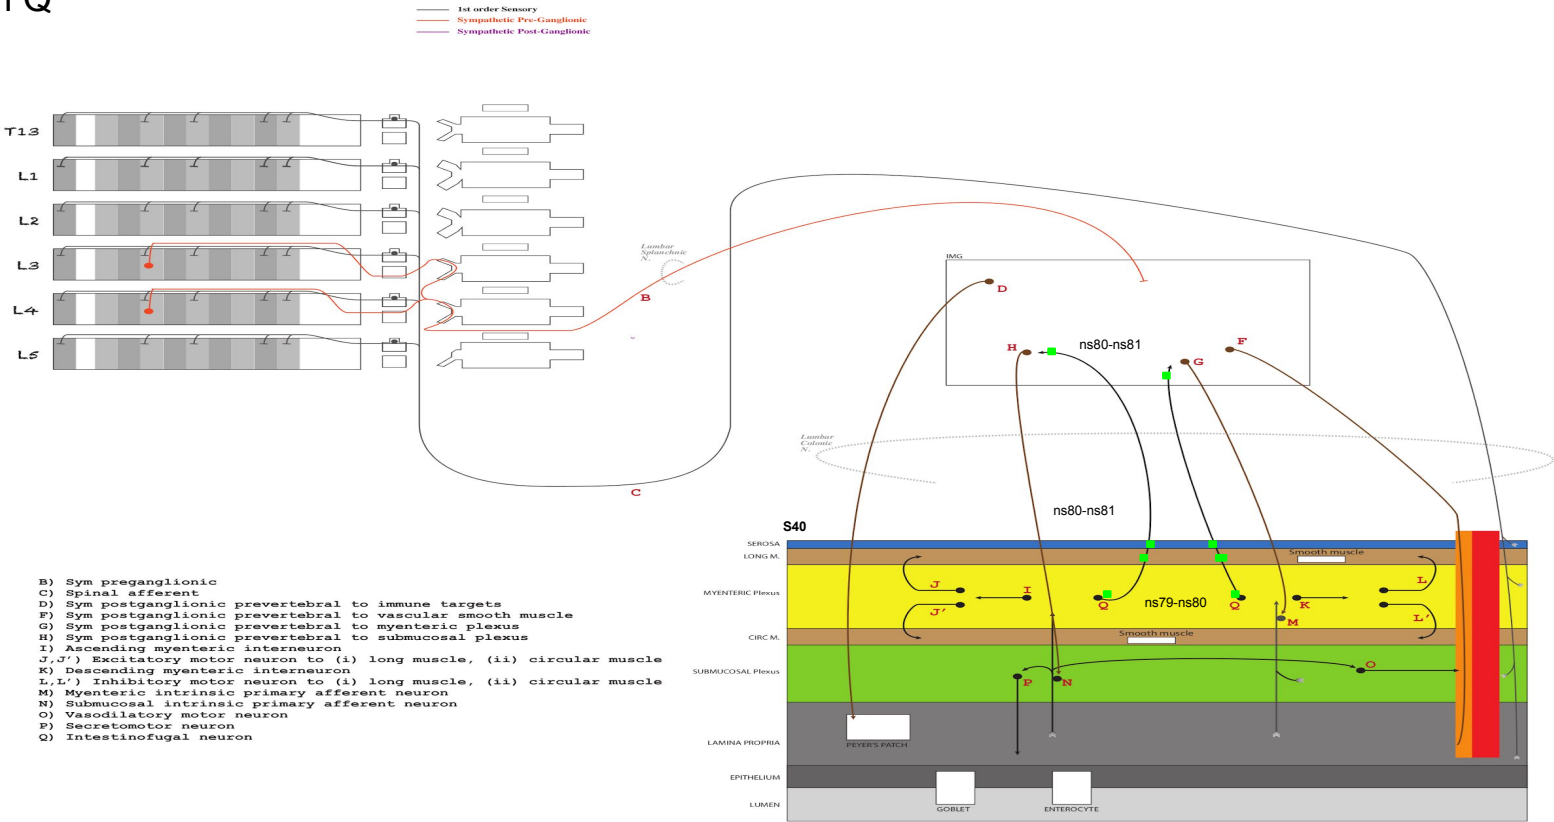 1st order Sensory
Sympathetic Pre-Ganglionic
Sympathetic Post-Ganglionic
T13
L1
L2
L3
L4
L5
Lumbar
Splanchnic
N.
B
C
IMG
D
H
ns80-ns81
G
F
Lumbar
Colonic
N.
ns80-ns81
S40
SEROSA
LONG M.
Smooth muscle
MYENTERIC Plexus
J
J'
I
Q
ns79-ns80
Q
K
M
L
L'
CIRC M.
Smooth muscle
SUBMUCOSAL Plexus
P
N
O
LAMINA PROPRIA
PEYER'S PATCH
EPITHELIUM
LUMEN
GOBLET
ENTEROCYTE
B) Sym preganglionic
C) Spinal afferent
D) Sym postganglionic prevertebral to immune targets
F) Sym postganglionic prevertebral to vascular smooth muscle
G) Sym postganglionic prevertebral to myenteric plexus
H) Sym postganglionic prevertebral to submucosal plexus
I) Ascending myenteric interneuron
J,J') Excitatory motor neuron to (i) long muscle, (ii) circular muscle
K) Descending myenteric interneuron
L,L') Inhibitory motor neuron to (i) long muscle, (ii) circular muscle
M) Myenteric intrinsic primary afferent neuron
N) Submucosal intrinsic primary afferent neuron
O) Vasodilatory motor neuron
P) Secretomotor neuron
Q) Intestinofugal neuron